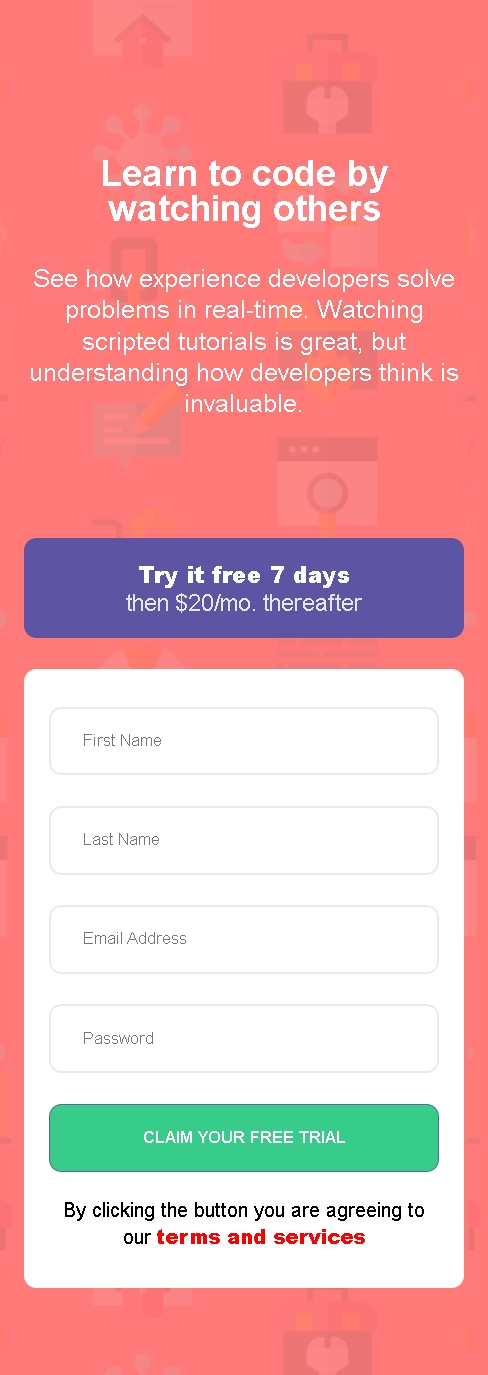 Learn to code by
watching others
See how experience developers solve
problems in real-time. Watching
scripted tutorials is great, but
understanding how developers think is
invaluable.
Try it free 7 days
then $20/mo. thereafter
First Name
Last Name
Email Address
Password
CLAIM YOUR FREE TRIAL
By clicking the button you are agreeing to
our terms and services